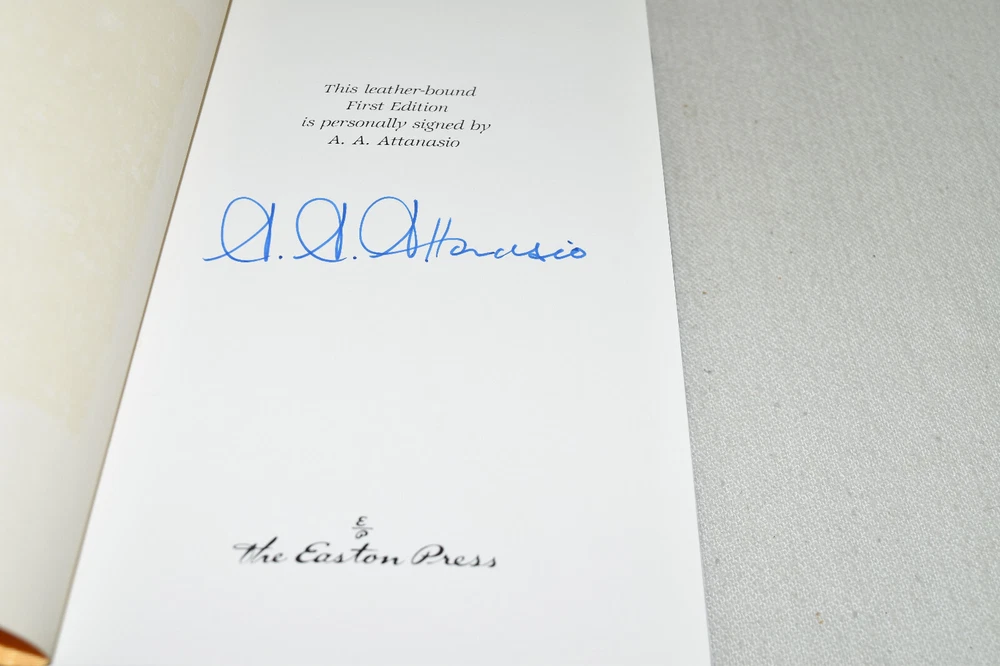 This leather-bound
First Edition
is personally signed by
A. A. Attanasio
A. A. Attanasio
E
P
the Easton Press